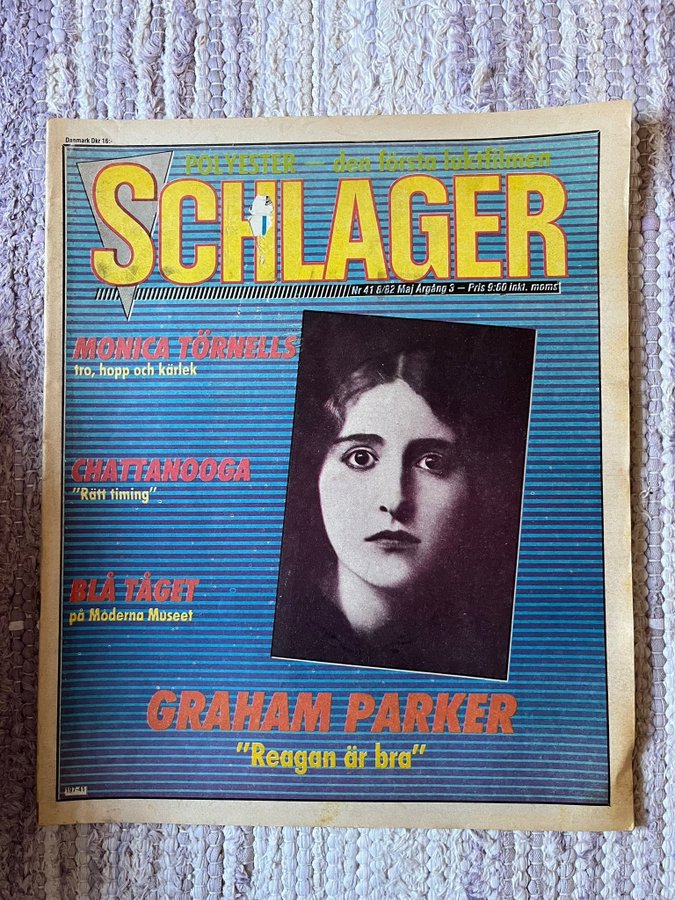 Danmark Dkr 16:-
POLYESTER – den första luktfilmen
SCHLAGER
Nr 41 6/82 Maj Årgång 3 – Pris 9:00 inkl. moms
MONICA TÖRNELLS
tro, hopp och kärlek
CHATTANOOGA
"Rätt timing"
BLÅ TÅGET
på Moderna Museet
GRAHAM PARKER
"Reagan är bra"